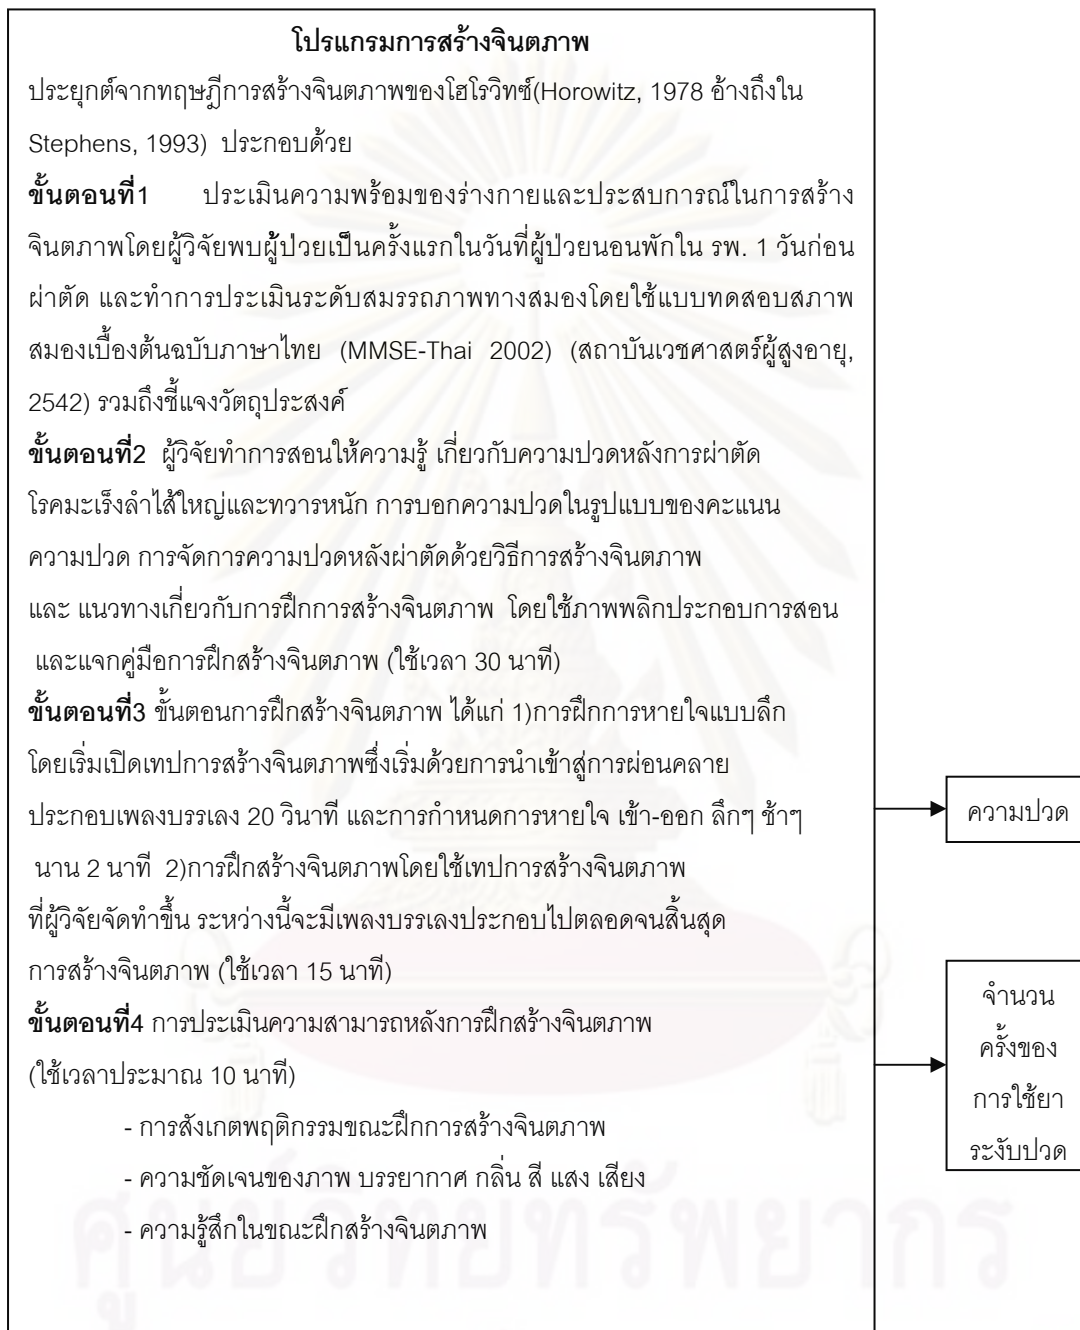 โปรแกรมการสร้างจินตภาพ
ประยุกต์จากทฤษฎีการสร้างจินตภาพของโฮโรวิทซ์(Horowitz, 1978 อ้างถึงใน
Stephens, 1993) ประกอบด้วย
ขั้นตอนที่1 ประเมินความพร้อมของร่างกายและประสบการณ์ในการสร้าง
จินตภาพโดยผู้วิจัยพบผู้ป่วยเป็นครั้งแรกในวันที่ผู้ป่วยนอนพักใน รพ. 1 วันก่อน
ผ่าตัด และทำการประเมินระดับสมรรถภาพทางสมองโดยใช้แบบทดสอบสภาพ
สมองเบื้องต้นฉบับภาษาไทย (MMSE-Thai 2002) (สถาบันเวชศาสตร์ผู้สูงอายุ,
2542) รวมถึงชี้แจงวัตถุประสงค์
ขั้นตอนที่2 ผู้วิจัยทำการสอนให้ความรู้ เกี่ยวกับความปวดหลังการผ่าตัด
โรคมะเร็งลำไส้ใหญ่และทวารหนัก การบอกความปวดในรูปแบบของคะแนน
ความปวด การจัดการความปวดหลังผ่าตัดด้วยวิธีการสร้างจินตภาพ
และ แนวทางเกี่ยวกับการฝึกการสร้างจินตภาพ โดยใช้ภาพพลิกประกอบการสอน
และแจกคู่มือการฝึกสร้างจินตภาพ (ใช้เวลา 30 นาที)
ขั้นตอนที่3 ขั้นตอนการฝึกสร้างจินตภาพ ได้แก่ 1)การฝึกการหายใจแบบลึก
โดยเริ่มเปิดเทปการสร้างจินตภาพซึ่งเริ่มด้วยการนำเข้าสู่การผ่อนคลาย
ประกอบเพลงบรรเลง 20 วินาที และการกำหนดการหายใจ เข้า-ออก ลึกๆ ช้าๆ
นาน 2 นาที 2)การฝึกสร้างจินตภาพโดยใช้เทปการสร้างจินตภาพ
ที่ผู้วิจัยจัดทำขึ้น ระหว่างนี้จะมีเพลงบรรเลงประกอบไปตลอดจนสิ้นสุด
การสร้างจินตภาพ (ใช้เวลา 15 นาที)
ขั้นตอนที่4 การประเมินความสามารถหลังการฝึกสร้างจินตภาพ
(ใช้เวลาประมาณ 10 นาที)
- การสังเกตพฤติกรรมขณะฝึกการสร้างจินตภาพ
- ความชัดเจนของภาพ บรรยากาศ กลิ่น สี แสง เสียง
- ความรู้สึกในขณะฝึกสร้างจินตภาพ
ความปวด
จำนวน
ครั้งของ
การใช้ยา
ระงับปวด
ศูนย์วิทยทรัพยากร